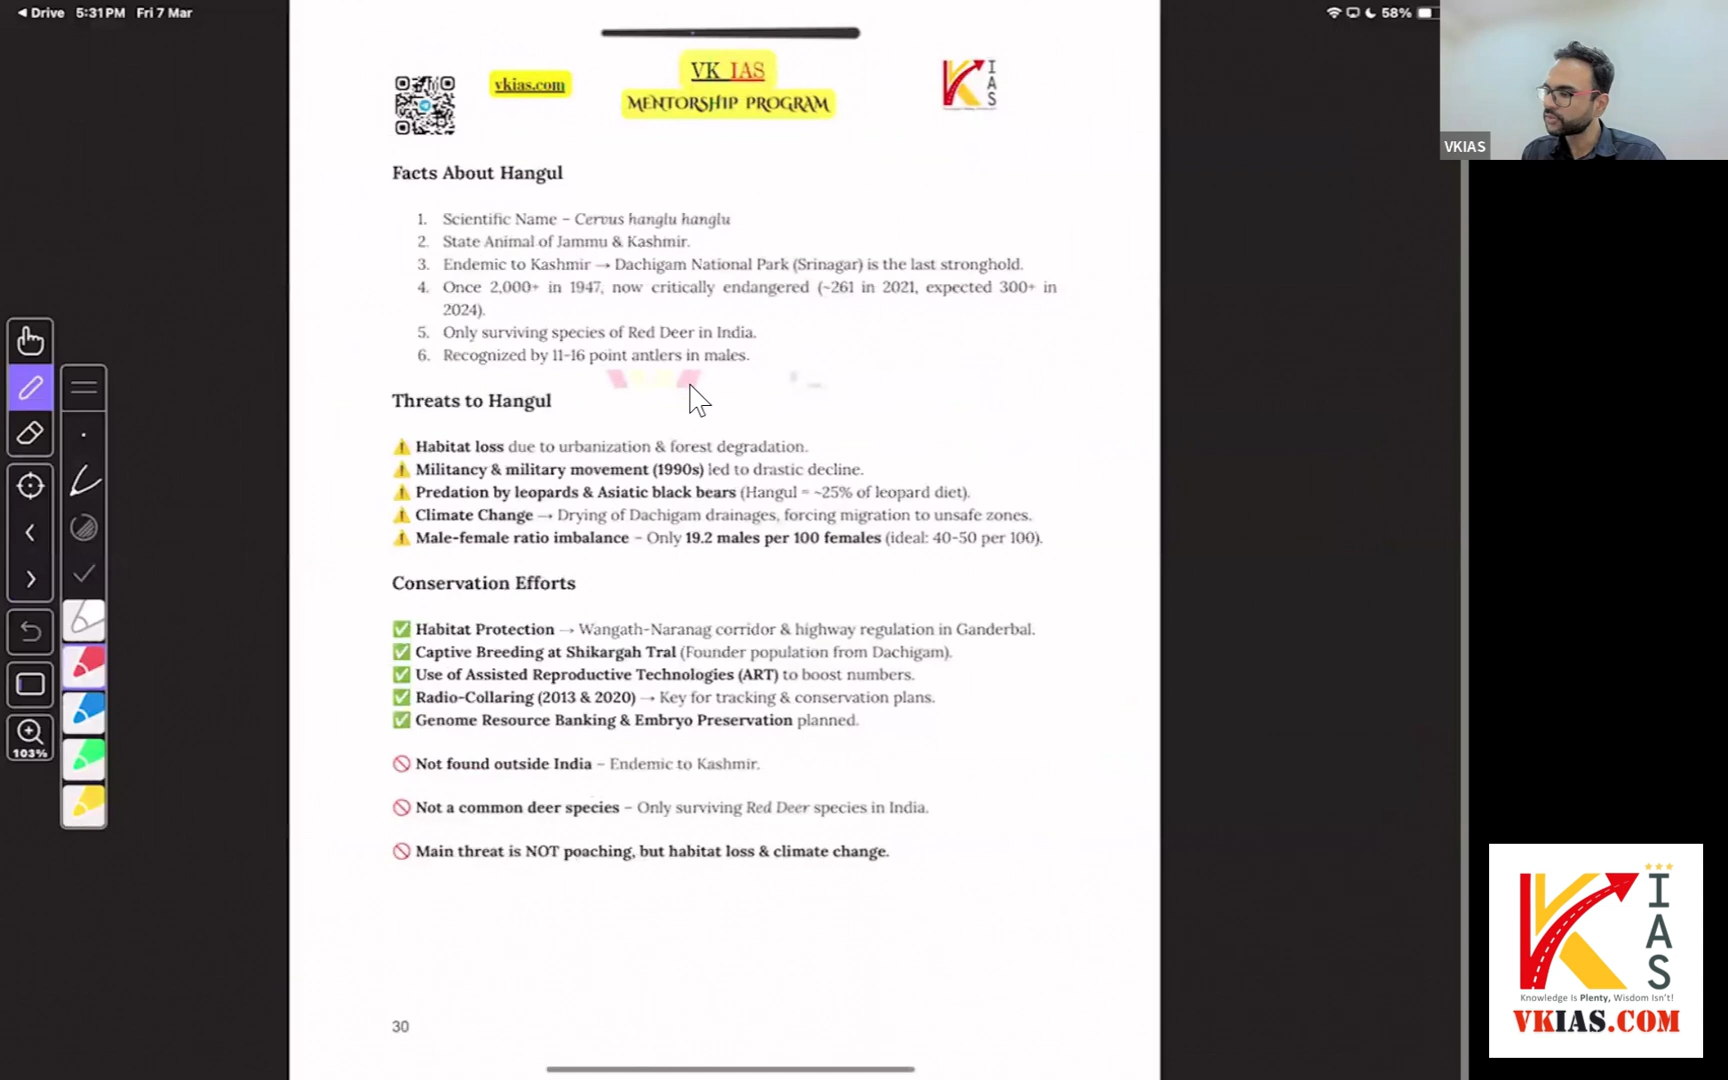 Drive 5:31 PM Fri 7 Mar
58%
vkias.com
VK IAS
MENTORSHIP PROGRAM
K IAS
VKIAS
Facts About Hangul
1. Scientific Name – Cervus hanglu hanglu
2. State Animal of Jammu & Kashmir.
3. Endemic to Kashmir → Dachigam National Park (Srinagar) is the last stronghold.
4. Once 2,000+ in 1947, now critically endangered (~261 in 2021, expected 300+ in
2024).
5. Only surviving species of Red Deer in India.
6. Recognized by 11-16 point antlers in males.
Threats to Hangul
⚠️ Habitat loss due to urbanization & forest degradation.
⚠️ Militancy & military movement (1990s) led to drastic decline.
⚠️ Predation by leopards & Asiatic black bears (Hangul = ~25% of leopard diet).
⚠️ Climate Change → Drying of Dachigam drainages, forcing migration to unsafe zones.
⚠️ Male-female ratio imbalance – Only 19.2 males per 100 females (ideal: 40-50 per 100).
Conservation Efforts
✅ Habitat Protection → Wangath-Naranag corridor & highway regulation in Ganderbal.
✅ Captive Breeding at Shikargah Tral (Founder population from Dachigam).
✅ Use of Assisted Reproductive Technologies (ART) to boost numbers.
✅ Radio-Collaring (2013 & 2020) → Key for tracking & conservation plans.
✅ Genome Resource Banking & Embryo Preservation planned.
🚫 Not found outside India – Endemic to Kashmir.
🚫 Not a common deer species – Only surviving Red Deer species in India.
🚫 Main threat is NOT poaching, but habitat loss & climate change.
30
103%
K IAS
Knowledge Is Plenty, Wisdom Isn't!
VKIAS.COM